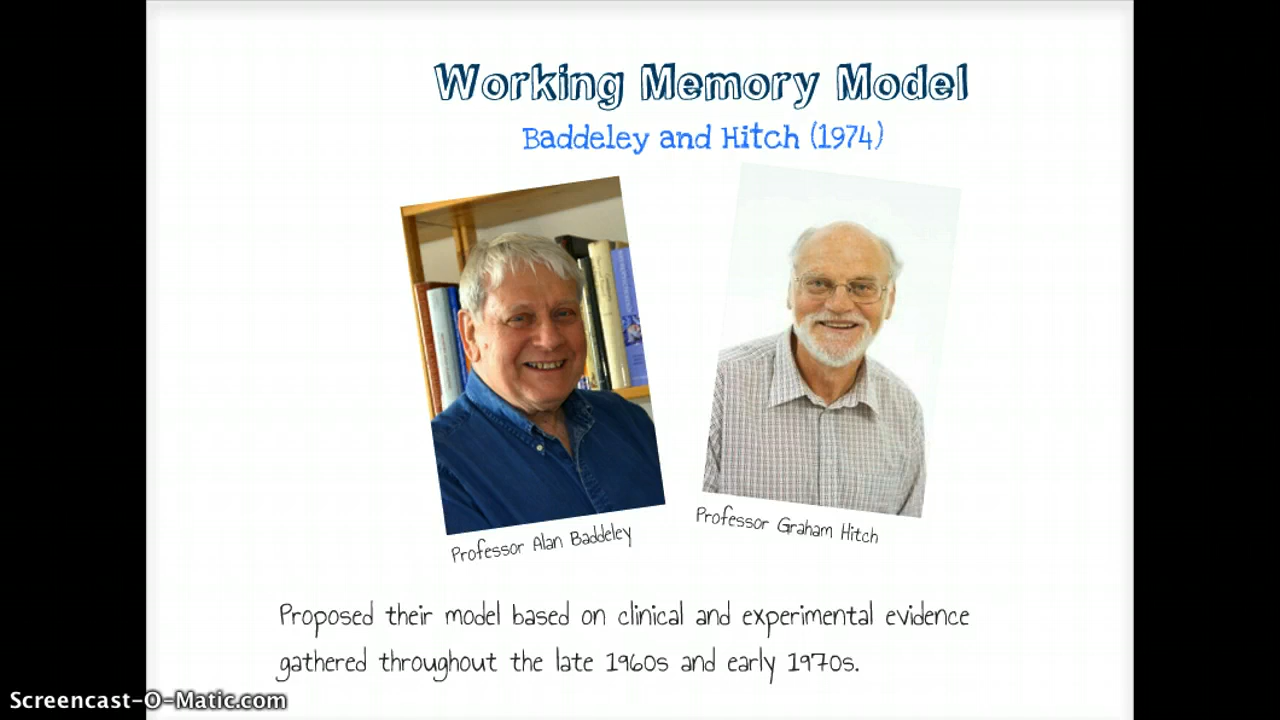 Working Memory Model
Baddeley and Hitch (1974)
Professor Alan Baddeley
Professor Graham Hitch
Proposed their model based on clinical and experimental evidence
gathered throughout the late 1960s and early 1970s.
Screencast-O-Matic.com